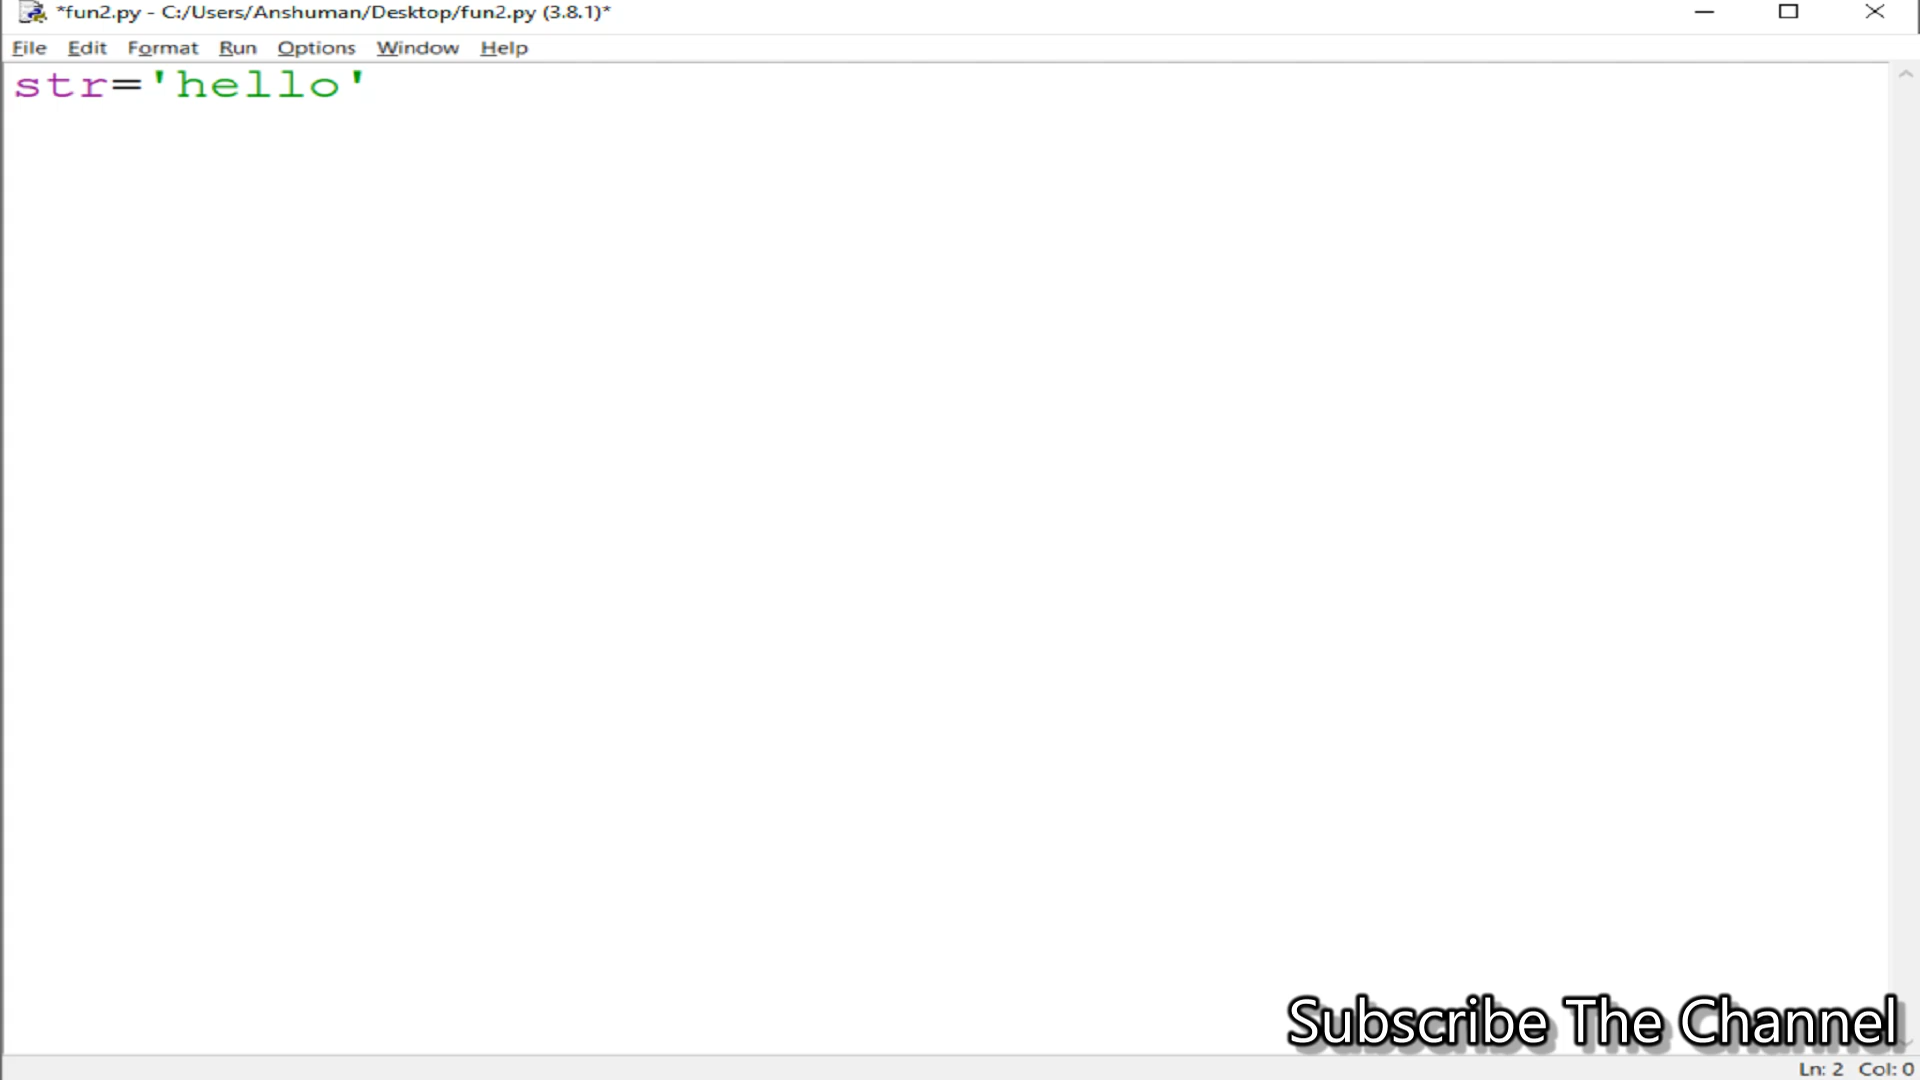 *fun2.py - C:/Users/Anshuman/Desktop/fun2.py (3.8.1)*
File Edit Format Run Options Window Help
str='hello'
Subscribe The Channel
Ln: 2 Col: 0